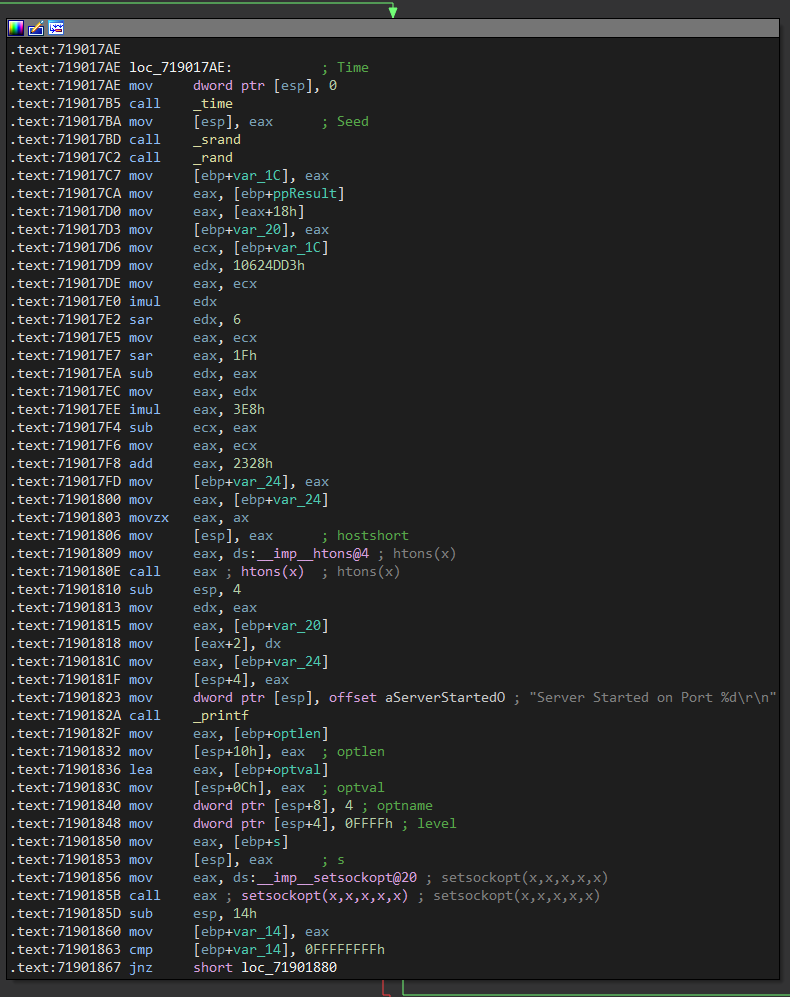 .text:719017AE
.text:719017AE loc_719017AE: ; Time
.text:719017AE mov dword ptr [esp], 0
.text:719017B5 call _time
.text:719017BA mov [esp], eax ; Seed
.text:719017BD call _srand
.text:719017C2 call _rand
.text:719017C7 mov [ebp+var_1C], eax
.text:719017CA mov eax, [ebp+ppResult]
.text:719017D0 mov eax, [eax+18h]
.text:719017D3 mov [ebp+var_20], eax
.text:719017D6 mov ecx, [ebp+var_1C]
.text:719017D9 mov edx, 10624DD3h
.text:719017DE mov eax, ecx
.text:719017E0 imul edx
.text:719017E2 sar edx, 6
.text:719017E5 mov eax, ecx
.text:719017E7 sar eax, 1Fh
.text:719017EA sub edx, eax
.text:719017EC mov eax, edx
.text:719017EE imul eax, 3E8h
.text:719017F4 sub ecx, eax
.text:719017F6 mov eax, ecx
.text:719017F8 add eax, 2328h
.text:719017FD mov [ebp+var_24], eax
.text:71901800 mov eax, [ebp+var_24]
.text:71901803 movzx eax, ax
.text:71901806 mov [esp], eax ; hostshort
.text:71901809 mov eax, ds:__imp__htons@4 ; htons(x)
.text:7190180E call eax ; htons(x) ; htons(x)
.text:71901810 sub esp, 4
.text:71901813 mov edx, eax
.text:71901815 mov eax, [ebp+var_20]
.text:71901818 mov [eax+2], dx
.text:7190181C mov eax, [ebp+var_24]
.text:7190181F mov [esp+4], eax
.text:71901823 mov dword ptr [esp], offset aServerStartedO ; "Server Started on Port %d\r\n"
.text:7190182A call _printf
.text:7190182F mov eax, [ebp+optlen]
.text:71901832 mov [esp+10h], eax ; optlen
.text:71901836 lea eax, [ebp+optval]
.text:7190183C mov [esp+0Ch], eax ; optval
.text:71901840 mov dword ptr [esp+8], 4 ; optname
.text:71901848 mov dword ptr [esp+4], 0FFFFh ; level
.text:71901850 mov eax, [ebp+s]
.text:71901853 mov [esp], eax ; s
.text:71901856 mov eax, ds:__imp__setsockopt@20 ; setsockopt(x,x,x,x,x)
.text:7190185B call eax ; setsockopt(x,x,x,x,x) ; setsockopt(x,x,x,x,x)
.text:7190185D sub esp, 14h
.text:71901860 mov [ebp+var_14], eax
.text:71901863 cmp [ebp+var_14], 0FFFFFFFFh
.text:71901867 jnz short loc_71901880